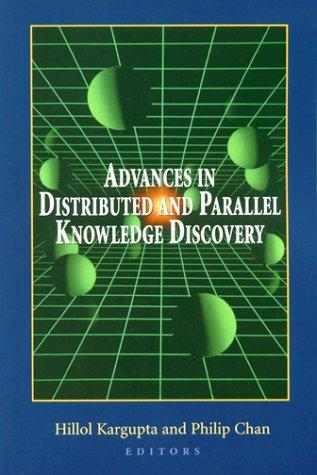 ADVANCES IN
DISTRIBUTED AND PARALLEL
KNOWLEDGE DISCOVERY
Hillol Kargupta and Philip Chan
EDITORS